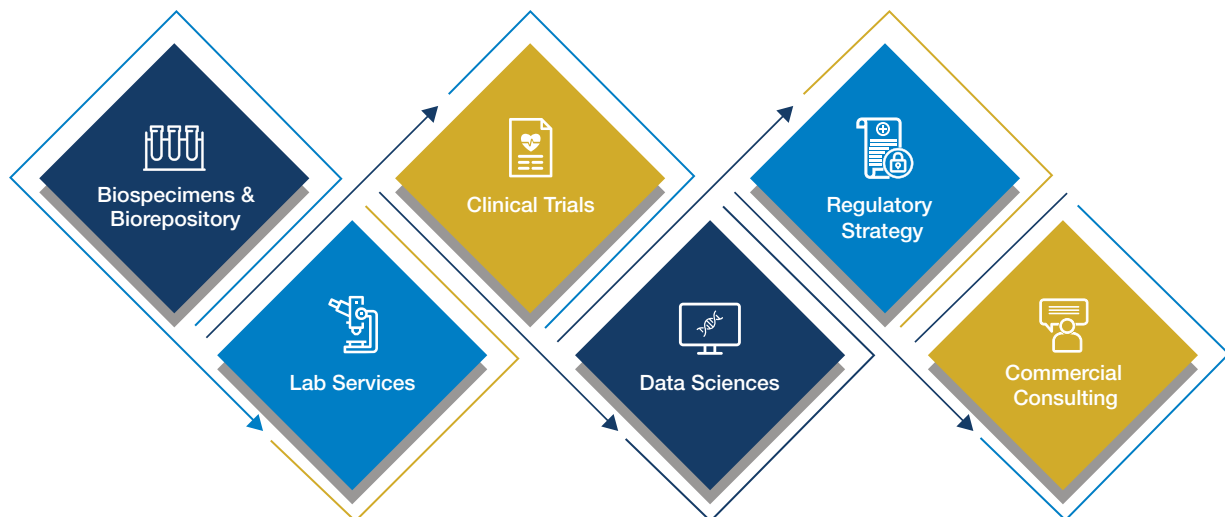 Biospecimens &
Biorepository
Lab Services
Clinical Trials
Data Sciences
Regulatory
Strategy
Commercial
Consulting